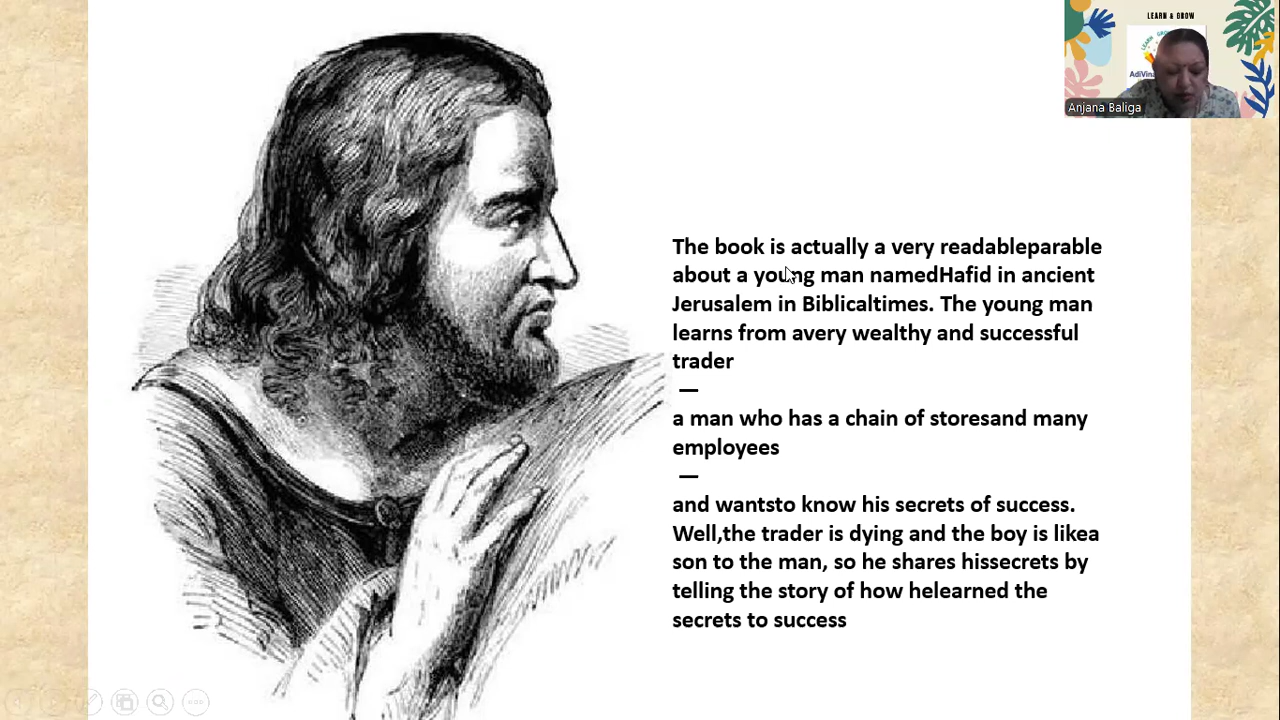 LEARN & GROW
Anjana Baliga
The book is actually a very readableparable
about a young man namedHafid in ancient
Jerusalem in Biblicaltimes. The young man
learns from avery wealthy and successful
trader
—
a man who has a chain of storesand many
employees
—
and wantsto know his secrets of success.
Well,the trader is dying and the boy is likea
son to the man, so he shares hissecrets by
telling the story of how helearned the
secrets to success